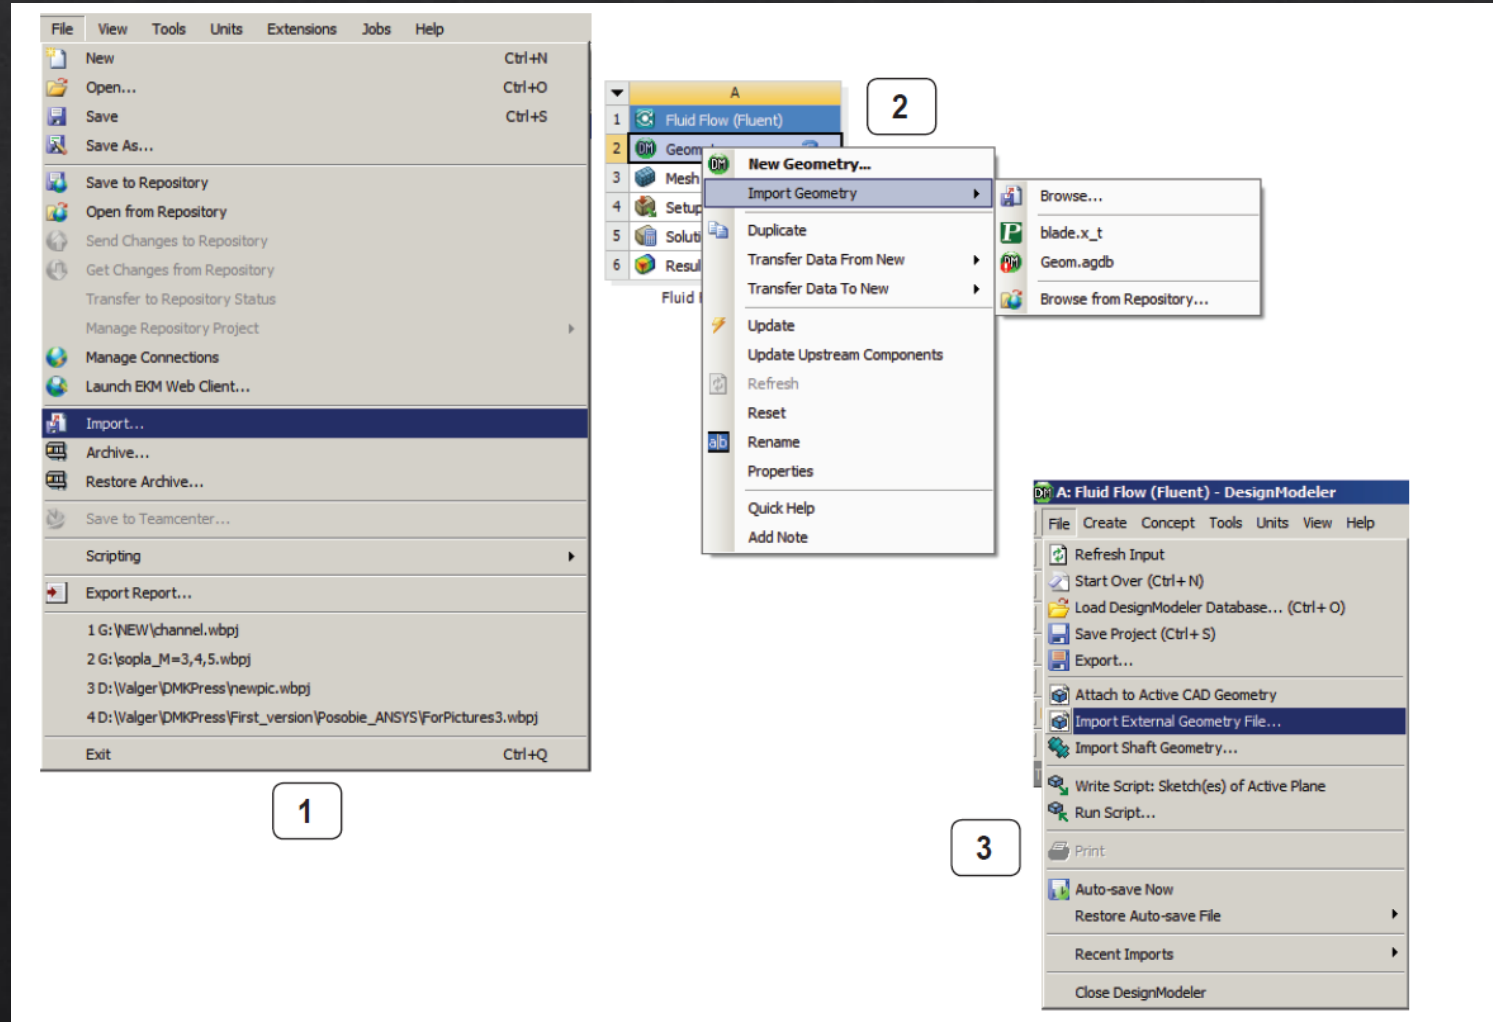 File View Tools Units Extensions Jobs Help
New Ctrl+N
Open... Ctrl+O
Save Ctrl+S
Save As...
Save to Repository
Open from Repository
Send Changes to Repository
Get Changes from Repository
Transfer to Repository Status
Manage Repository Project
Manage Connections
Launch EKM Web Client...
Import...
Archive...
Restore Archive...
Save to Teamcenter...
Scripting
Export Report...
1 G:\NEW\channel.wbpj
2 G:\sopla_M=3,4,5.wbpj
3 D:\Valger\DMKPress\newpic.wbpj
4 D:\Valger\DMKPress\First_version\Posobie_ANSYS\ForPictures3.wbpj
Exit Ctrl+Q
1
A
1 Fluid Flow (Fluent)
2 DM Geom
3 Mesh
4 Setup
5 Soluti
6 Resul
Fluid
2
DM New Geometry...
Import Geometry
Duplicate
Transfer Data From New
Transfer Data To New
Update
Update Upstream Components
Refresh
Reset
a|b Rename
Properties
Quick Help
Add Note
Browse...
P blade.x_t
DM Geom.agdb
Browse from Repository...
DM A: Fluid Flow (Fluent) - DesignModeler
File Create Concept Tools Units View Help
Refresh Input
Start Over (Ctrl+N)
Load DesignModeler Database... (Ctrl+O)
Save Project (Ctrl+S)
Export...
Attach to Active CAD Geometry
Import External Geometry File...
Import Shaft Geometry...
Write Script: Sketch(es) of Active Plane
Run Script...
Print
Auto-save Now
Restore Auto-save File
Recent Imports
Close DesignModeler
3